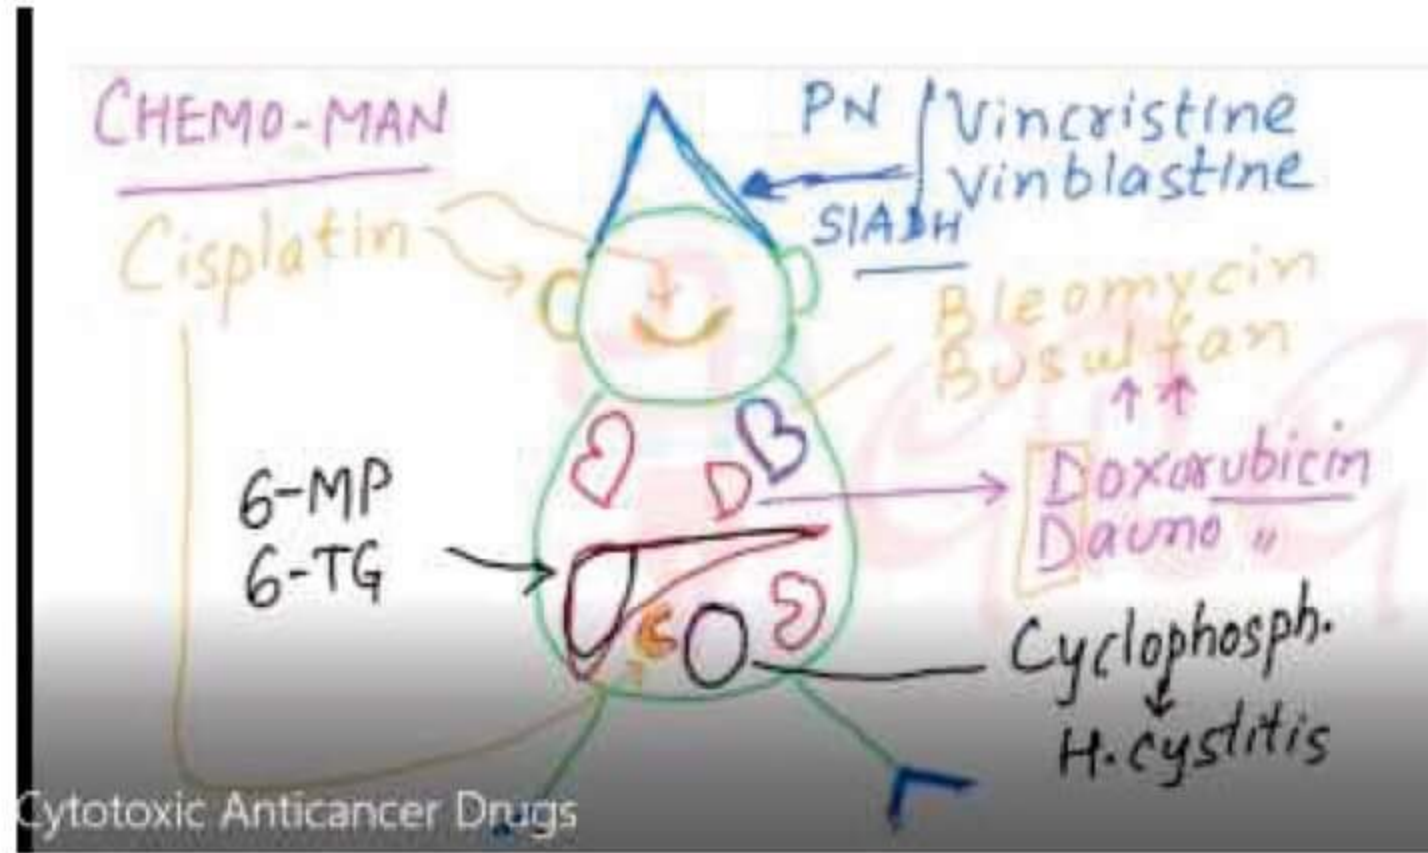 CHEMO-MAN
PN
Vincristine
Vinblastine
SIADH
Cisplatin
Bleomycin
Busulfan
↑ ↑
B
D
Doxorubicin
Dauno "
6-MP
6-TG
Cyclophosph.
↓
H. cystitis
Cytotoxic Anticancer Drugs